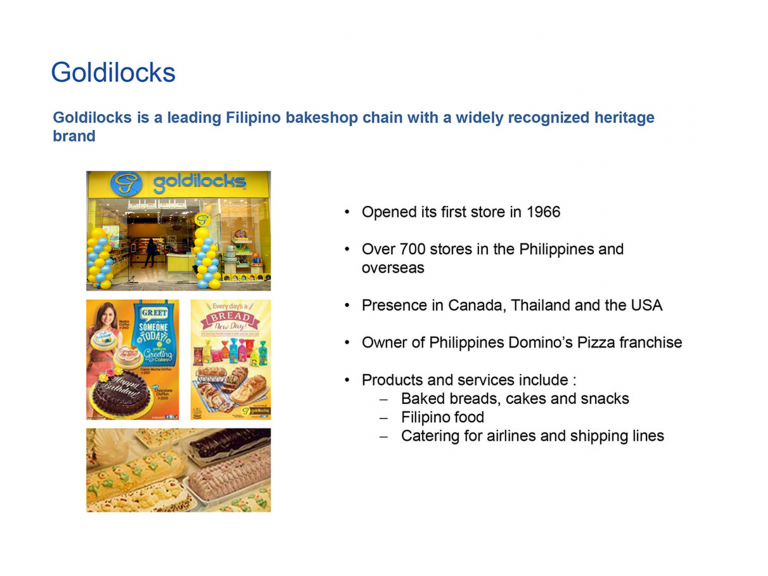 Goldilocks
Goldilocks is a leading Filipino bakeshop chain with a widely recognized heritage
brand
goldilocks
• Opened its first store in 1966
• Over 700 stores in the Philippines and
overseas
• Presence in Canada, Thailand and the USA
• Owner of Philippines Domino's Pizza franchise
• Products and services include :
– Baked breads, cakes and snacks
– Filipino food
– Catering for airlines and shipping lines
GREET
SOMEONE
TODAY!
Greeting
Cakes
Happy Birthday!
Everyday's a
BREAD
New Day!
goldilocks